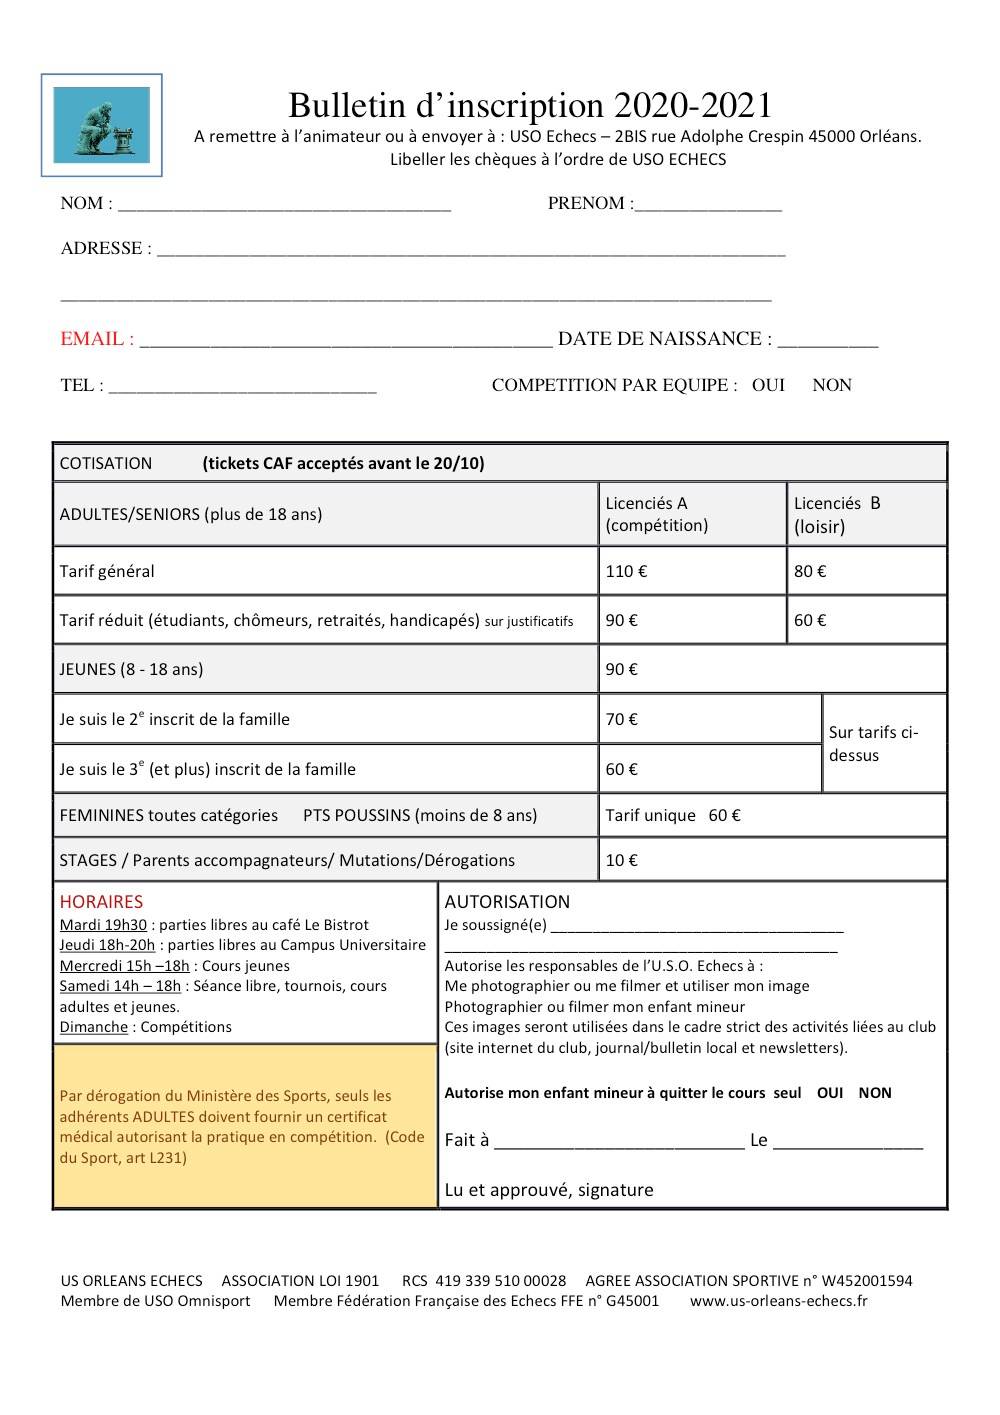 Bulletin d’inscription 2020-2021
A remettre à l’animateur ou à envoyer à : USO Echecs – 2BIS rue Adolphe Crespin 45000 Orléans.
Libeller les chèques à l’ordre de USO ECHECS
NOM : ____________________________________ PRENOM :________________
ADRESSE : ____________________________________________________________________
_____________________________________________________________________________
EMAIL : _________________________________________ DATE DE NAISSANCE : __________
TEL : _____________________________ COMPETITION PAR EQUIPE : OUI NON
COTISATION (tickets CAF acceptés avant le 20/10)
ADULTES/SENIORS (plus de 18 ans)
Licenciés A
(compétition)
Licenciés B
(loisir)
Tarif général 110 € 80 €
Tarif réduit (étudiants, chômeurs, retraités, handicapés) sur justificatifs 90 € 60 €
JEUNES (8 - 18 ans) 90 €
Je suis le 2e inscrit de la famille 70 €
Je suis le 3e (et plus) inscrit de la famille 60 €
Sur tarifs ci-
dessus
FEMININES toutes catégories PTS POUSSINS (moins de 8 ans) Tarif unique 60 €
STAGES / Parents accompagnateurs/ Mutations/Dérogations 10 €
HORAIRES
Mardi 19h30 : parties libres au café Le Bistrot
Jeudi 18h-20h : parties libres au Campus Universitaire
Mercredi 15h –18h : Cours jeunes
Samedi 14h – 18h : Séance libre, tournois, cours
adultes et jeunes.
Dimanche : Compétitions
Par dérogation du Ministère des Sports, seuls les
adhérents ADULTES doivent fournir un certificat
médical autorisant la pratique en compétition. (Code
du Sport, art L231)
AUTORISATION
Je soussigné(e) ___________________________________
_______________________________________________
Autorise les responsables de l’U.S.O. Echecs à :
Me photographier ou me filmer et utiliser mon image
Photographier ou filmer mon enfant mineur
Ces images seront utilisées dans le cadre strict des activités liées au club
(site internet du club, journal/bulletin local et newsletters).
Autorise mon enfant mineur à quitter le cours seul OUI NON
Fait à _________________________ Le _______________
Lu et approuvé, signature
US ORLEANS ECHECS ASSOCIATION LOI 1901 RCS 419 339 510 00028 AGREE ASSOCIATION SPORTIVE n° W452001594
Membre de USO Omnisport Membre Fédération Française des Echecs FFE n° G45001 www.us-orleans-echecs.fr